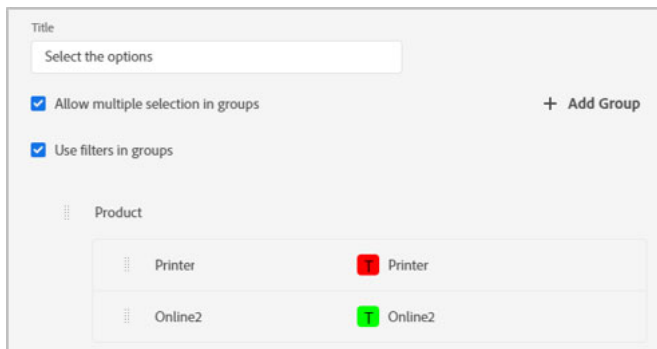 Title
Select the options
Allow multiple selection in groups + Add Group
Use filters in groups
Product
Printer T Printer
Online2 T Online2